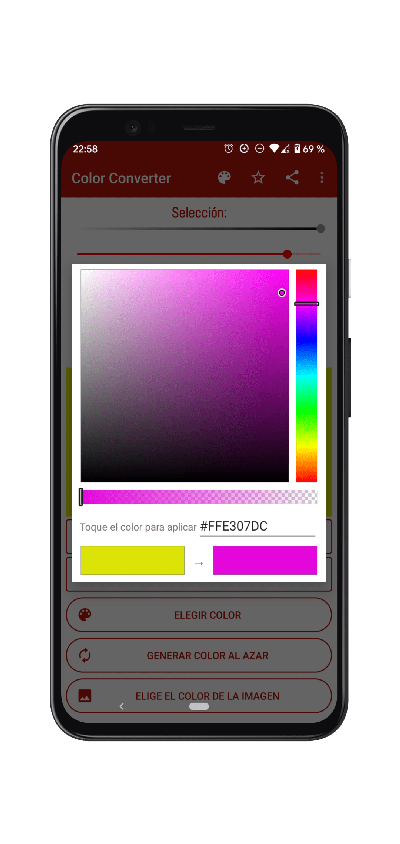 22:58
69 %
Color Converter
Selección:
Toque el color para aplicar #FFE307DC
→
ELEGIR COLOR
GENERAR COLOR AL AZAR
ELIGE EL COLOR DE LA IMAGEN